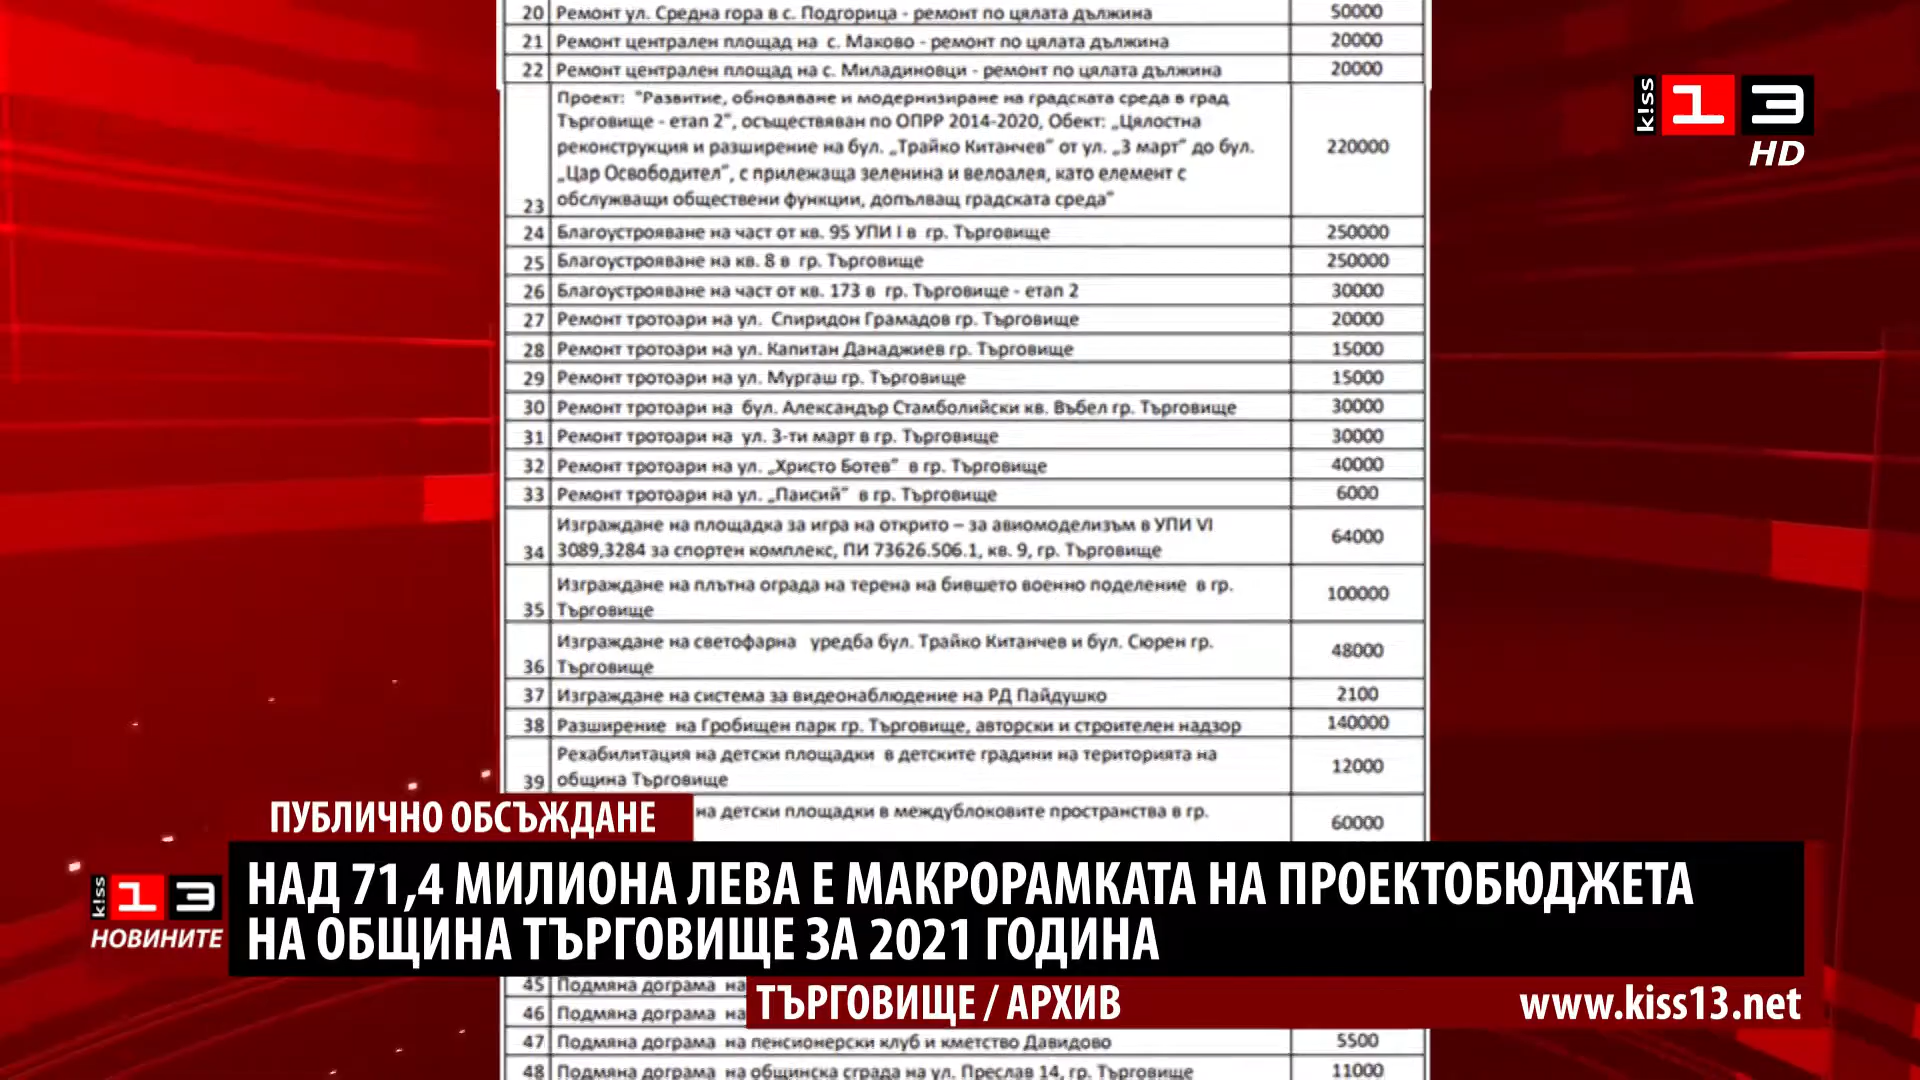 20 Ремонт ул. Средна гора в с. Подгорица - ремонт по цялата дължина 50000
21 Ремонт централен площад на с. Маково - ремонт по цялата дължина 20000
22 Ремонт централен площад на с. Миладиновци - ремонт по цялата дължина 20000
Проект: "Развитие, обновяване и модернизиране на градската среда в град
Търговище - етап 2", осъществяван по ОПРР 2014-2020, Обект: „Цялостна
реконструкция и разширение на бул. „Трайко Китанчев" от ул. „3 март" до бул. 220000
„Цар Освободител", с прилежаща зеленина и велоалея, като елемент с
23 обслужващи обществени функции, допълващ градската среда"
24 Благоустрояване на част от кв. 95 УПИ I в гр. Търговище 250000
25 Благоустрояване на кв. 8 в гр. Търговище 250000
26 Благоустрояване на част от кв. 173 в гр. Търговище - етап 2 30000
27 Ремонт тротоари на ул. Спиридон Грамадов гр. Търговище 20000
28 Ремонт тротоари на ул. Капитан Данаджиев гр. Търговище 15000
29 Ремонт тротоари на ул. Мургаш гр. Търговище 15000
30 Ремонт тротоари на бул. Александър Стамболийски кв. Въбел гр. Търговище 30000
31 Ремонт тротоари на ул. 3-ти март в гр. Търговище 30000
32 Ремонт тротоари на ул. „Христо Ботев" в гр. Търговище 40000
33 Ремонт тротоари на ул. „Паисий" в гр. Търговище 6000
Изграждане на площадка за игра на открито – за авиомоделизъм в УПИ VI 64000
34 3089,3284 за спортен комплекс, ПИ 73626.506.1, кв. 9, гр. Търговище
Изграждане на плътна ограда на терена на бившето военно поделение в гр. 100000
35 Търговище
Изграждане на светофарна уредба бул. Трайко Китанчев и бул. Сюрен гр. 48000
36 Търговище
37 Изграждане на система за видеонаблюдение на РД Пайдушко 2100
38 Разширение на Гробищен парк гр. Търговище, авторски и строителен надзор 140000
Рехабилитация на детски площадки в детските градини на територията на 12000
39 община Търговище
на детски площадки в междублоковите пространства в гр. 60000
kiss 13
HD
ПУБЛИЧНО ОБСЪЖДАНЕ
НАД 71,4 МИЛИОНА ЛЕВА Е МАКРОРАМКАТА НА ПРОЕКТОБЮДЖЕТА
НА ОБЩИНА ТЪРГОВИЩЕ ЗА 2021 ГОДИНА
kiss 13
НОВИНИТЕ
45 Подмяна дограма на
ТЪРГОВИЩЕ / АРХИВ
www.kiss13.net
46 Подмяна дограма на
47 Подмяна дограма на пенсионерски клуб и кметство Давидово 5500
48 Подмяна дограма на общинска сграда на ул. Преслав 14, гр. Търговище 11000